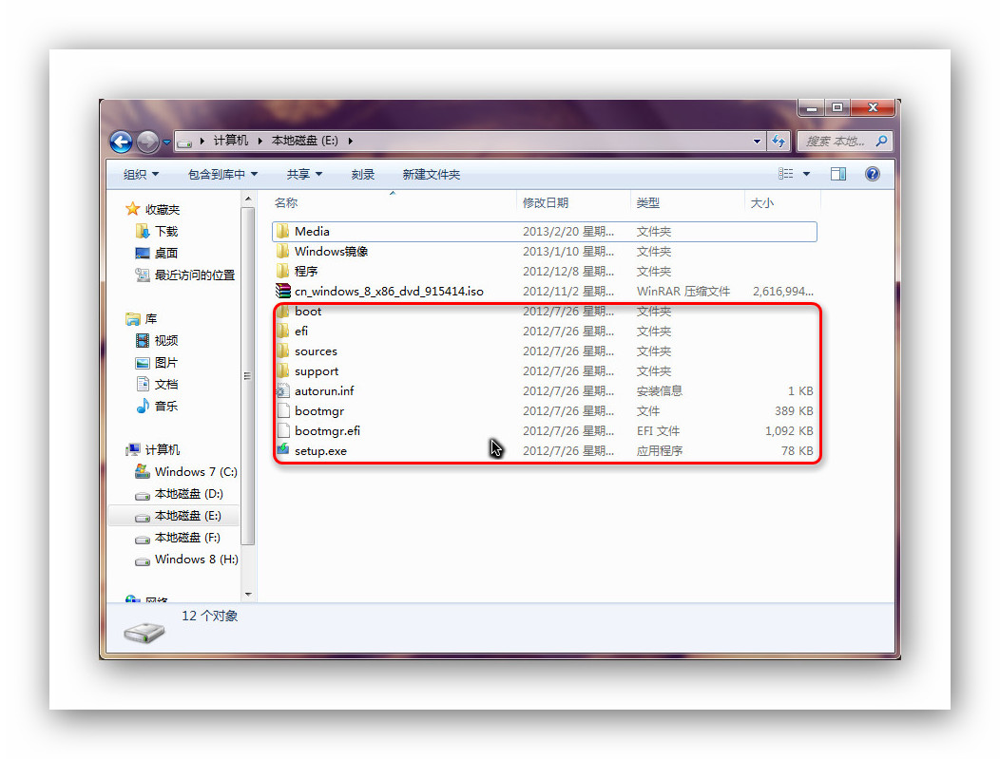 计算机 本地磁盘 (E:) 搜索 本地...
组织 包含到库中 共享 刻录 新建文件夹
收藏夹
下载
桌面
最近访问的位置
库
视频
图片
文档
音乐
计算机
Windows 7 (C:)
本地磁盘 (D:)
本地磁盘 (E:)
本地磁盘 (F:)
Windows 8 (H:)
网络
名称 修改日期 类型 大小
Media 2013/2/20 星期... 文件夹
Windows镜像 2013/1/10 星期... 文件夹
程序 2012/12/8 星期... 文件夹
cn_windows_8_x86_dvd_915414.iso 2012/11/2 星期... WinRAR 压缩文件 2,616,994...
boot 2012/7/26 星期... 文件夹
efi 2012/7/26 星期... 文件夹
sources 2012/7/26 星期... 文件夹
support 2012/7/26 星期... 文件夹
autorun.inf 2012/7/26 星期... 安装信息 1 KB
bootmgr 2012/7/26 星期... 文件 389 KB
bootmgr.efi 2012/7/26 星期... EFI 文件 1,092 KB
setup.exe 2012/7/26 星期... 应用程序 78 KB
12 个对象